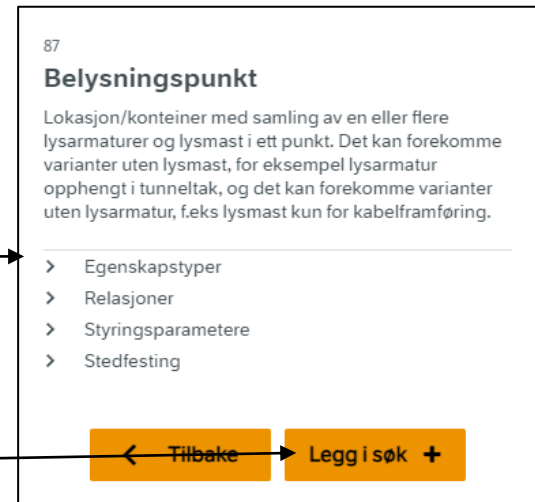 87
Belysningspunkt
Lokasjon/konteiner med samling av en eller flere
lysarmaturer og lysmast i ett punkt. Det kan forekomme
varianter uten lysmast, for eksempel lysarmatur
opphengt i tunneltak, og det kan forekomme varianter
uten lysarmatur, f.eks lysmast kun for kabelframføring.
Egenskapstyper
Relasjoner
Styringsparametere
Stedfesting
Tilbake Legg i søk +